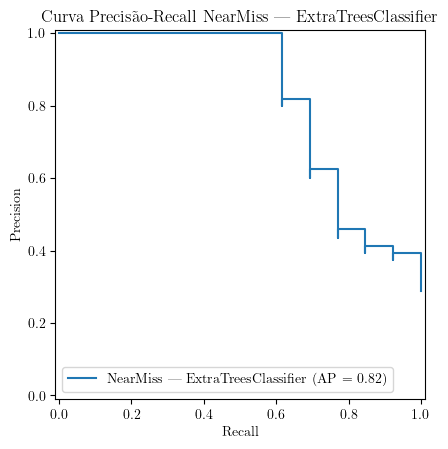 Curva Precisão-Recall NearMiss — ExtraTreesClassifier
1.0
0.8
0.6
0.4
0.2
0.0
Precision
NearMiss — ExtraTreesClassifier (AP = 0.82)
0.0 0.2 0.4 0.6 0.8 1.0
Recall